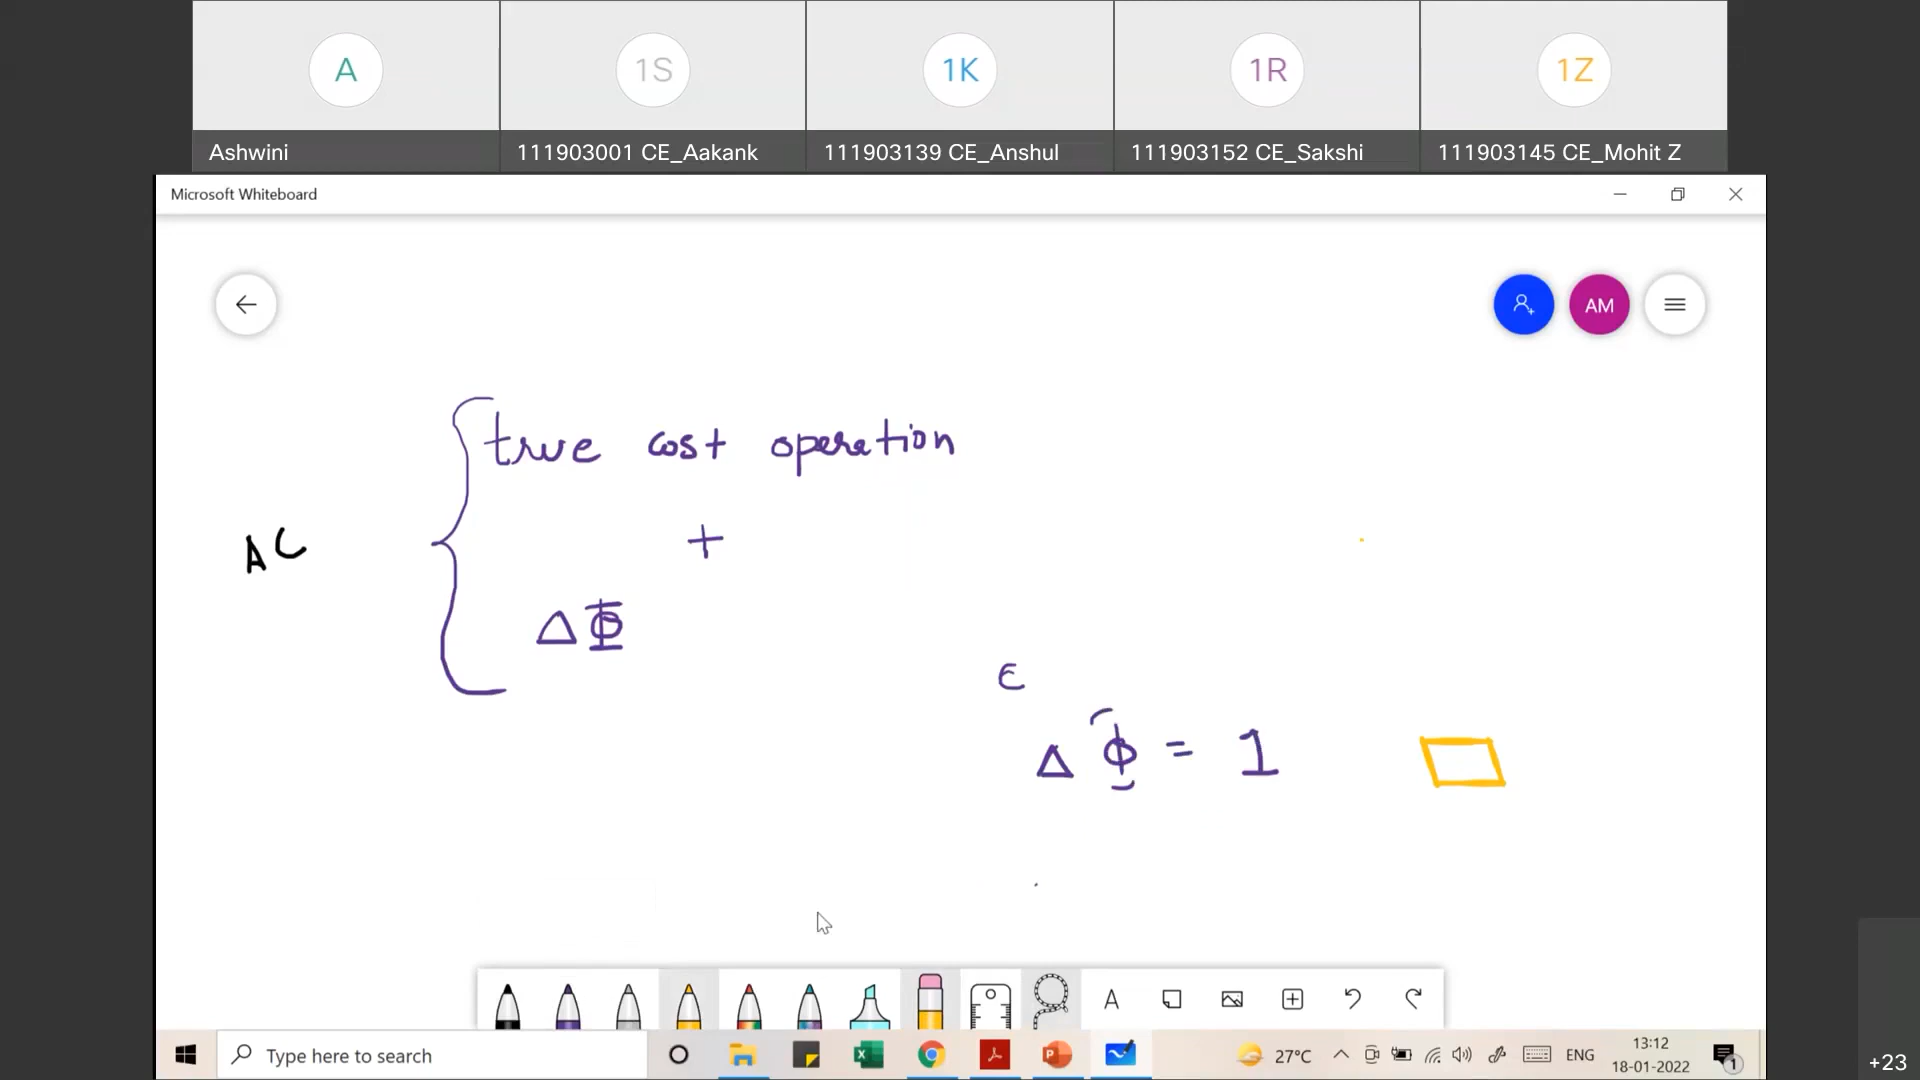 A 1S 1K 1R 1Z
Ashwini 111903001 CE_Aakank 111903139 CE_Anshul 111903152 CE_Sakshi 111903145 CE_Mohit Z
Microsoft Whiteboard
AM
true cost operation
+
AC
ΔΦ
ϵ
Δ ϕ = 1
A
Type here to search
27°C
ENG
13:12
18-01-2022
1
+23